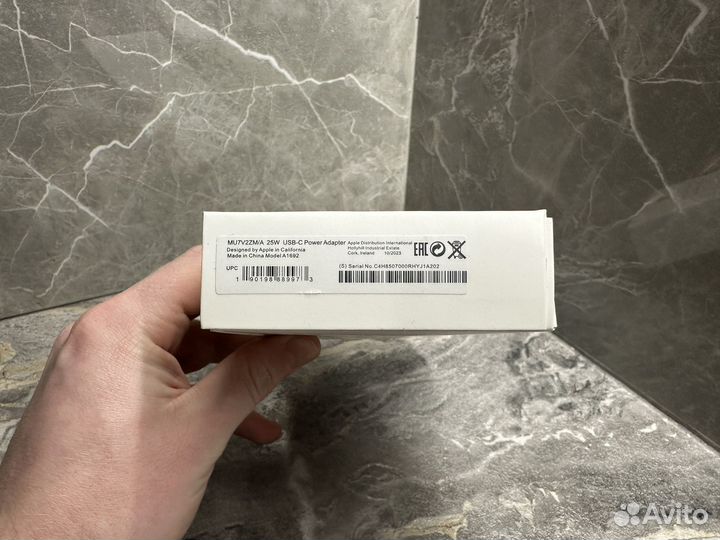 MU7V2ZM/A 25W USB-C Power Adapter
Designed by Apple in California
Made in China Model A1692
Apple Distribution International
Hollyhill Industrial Estate
Cork, Ireland 10/2023
EAC
UPC
1 90198 88997 3
(S) Serial No.C4H8507000RHYJ1A202
Avito